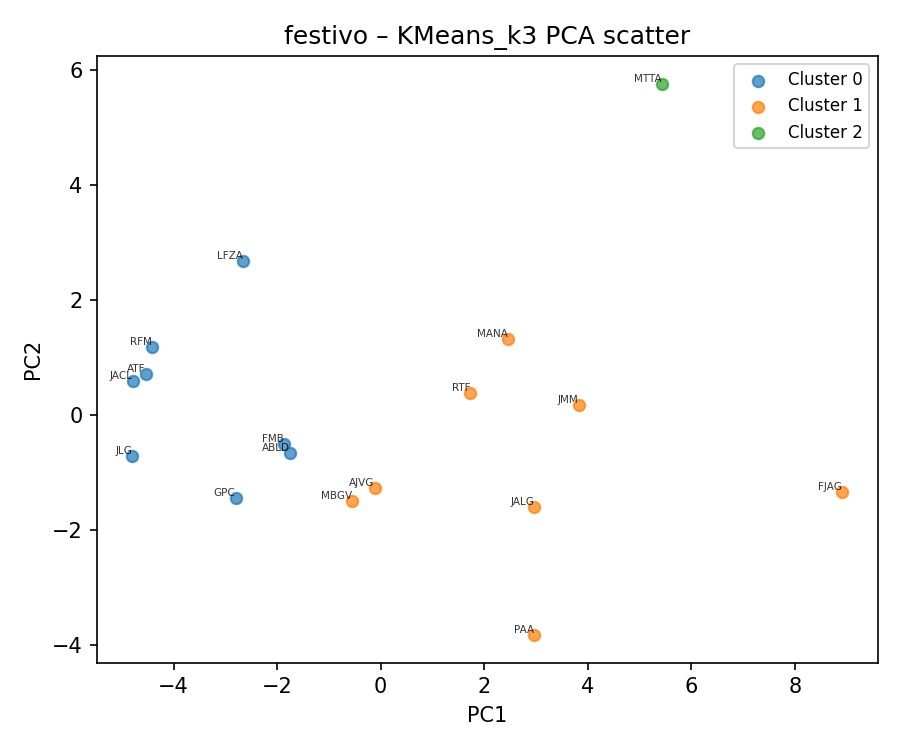 festivo – KMeans_k3 PCA scatter
6
4
2
0
−2
−4
PC2
MTTA
Cluster 0
Cluster 1
Cluster 2
LFZA
RFM
ATF
JACL
JLG
FMB
ABLD
GPC
MANA
RTF
JMM
AJVG
MBGV
JALG
FJAG
PAA
−4
−2
0
2
4
6
8
PC1